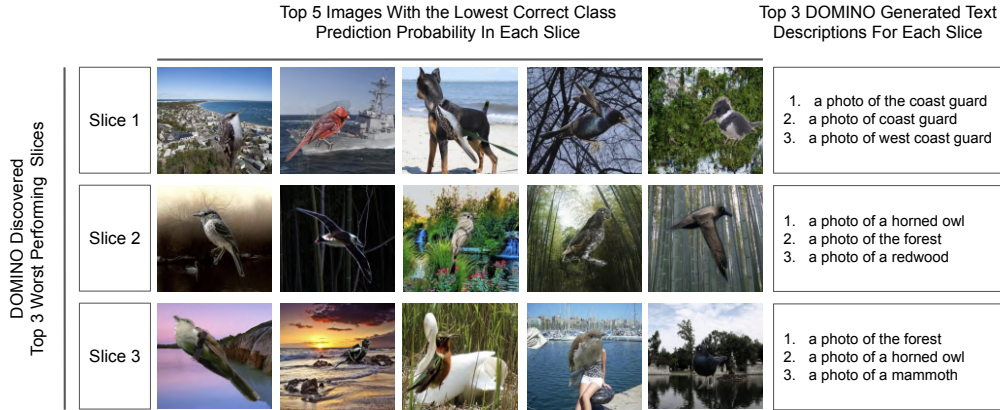 Top 5 Images With the Lowest Correct Class
Prediction Probability In Each Slice
Top 3 DOMINO Generated Text
Descriptions For Each Slice
DOMINO Discovered
Top 3 Worst Performing Slices
Slice 1
1. a photo of the coast guard
2. a photo of coast guard
3. a photo of west coast guard
Slice 2
1. a photo of a horned owl
2. a photo of the forest
3. a photo of a redwood
Slice 3
1. a photo of the forest
2. a photo of a horned owl
3. a photo of a mammoth